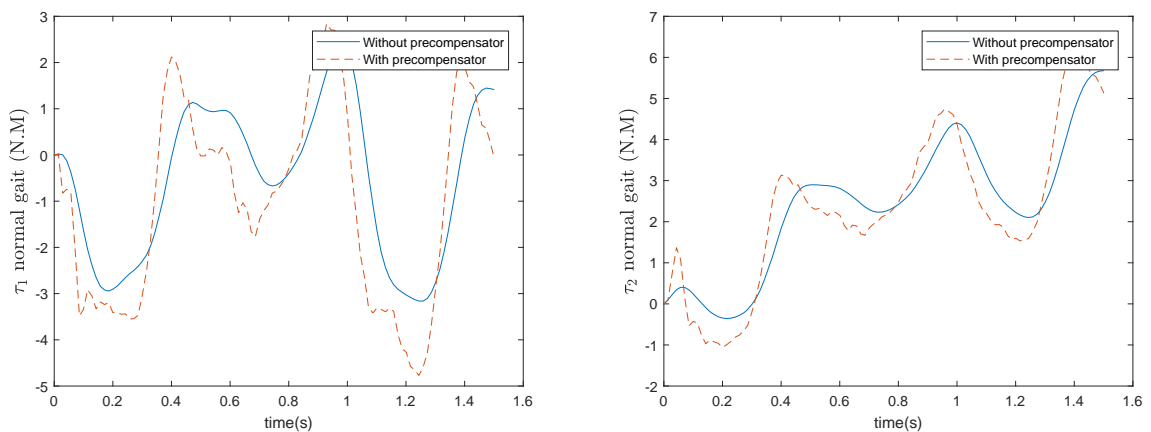 3
2
1
0
-1
-2
-3
-4
-5
τ1 normal gait (N.M)
Without precompensator
With precompensator
0 0.2 0.4 0.6 0.8 1 1.2 1.4 1.6
time(s)
7
6
5
4
3
2
1
0
-1
-2
τ2 normal gait (N.M)
Without precompensator
With precompensator
0 0.2 0.4 0.6 0.8 1 1.2 1.4 1.6
time(s)